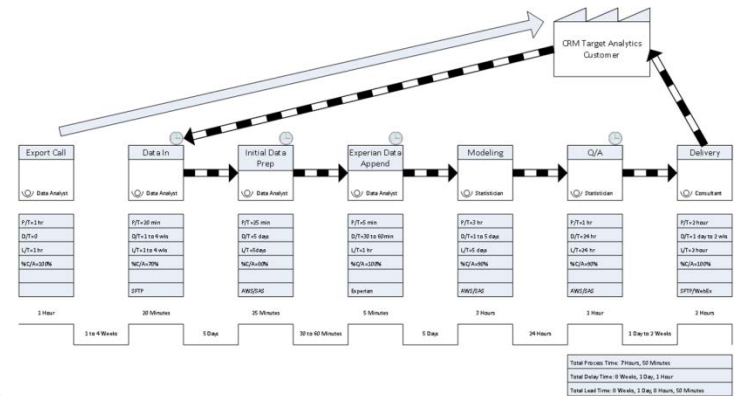 CRM Target Analytics
Customer
Export Call
Data Analyst
P/T=1 hr
D/T=0
L/T=1 hr
%C/A=100%
Data In
Data Analyst
P/T=20 min
D/T=1 to 4 wks
L/T=1 to 4 wks
%C/A=70%
SFTP
Initial Data
Prep
Data Analyst
P/T=25 min
D/T=5 days
L/T=5days
%C/A=80%
AWS/SAS
Experian Data
Append
Data Analyst
P/T=5 min
D/T=30 to 60min
L/T=1 hr
%C/A=100%
Experian
Modeling
Statistician
P/T=3 hr
D/T=1 to 5 days
L/T=5 days
%C/A=90%
AWS/SAS
Q/A
Statistician
P/T=1 hr
D/T=24 hr
L/T=24 hr
%C/A=90%
AWS/SAS
Delivery
Consultant
P/T=2 hour
D/T=1 day to 2 wks
L/T=2 hour
%C/A=100%
SFTP/WebEx
1 Hour
1 to 4 Weeks
20 Minutes
5 Days
25 Minutes
30 to 60 Minutes
5 Minutes
5 Days
3 Hours
24 Hours
1 Hour
1 Day to 2 Weeks
2 Hours
Total Process Time: 7 Hours, 50 Minutes
Total Delay Time: 8 Weeks, 1 Day, 1 Hour
Total Lead Time: 8 Weeks, 1 Day, 8 Hours, 50 Minutes